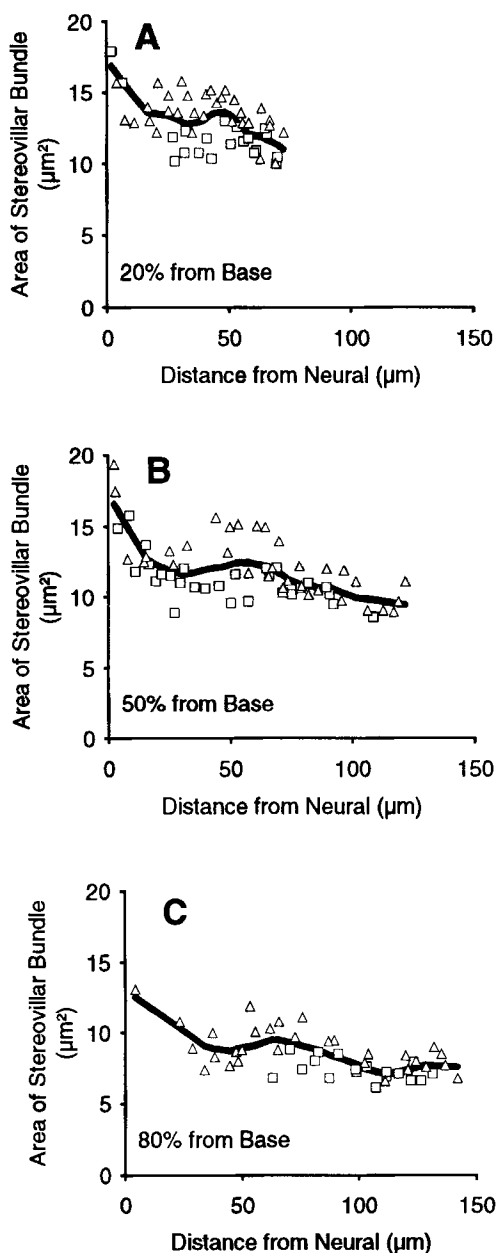 A
20
15
10
5
0
Area of Stereovillar Bundle
(µm²)
20% from Base
0 50 100 150
Distance from Neural (µm)
B
20
15
10
5
0
Area of Stereovillar Bundle
(µm²)
50% from Base
0 50 100 150
Distance from Neural (µm)
C
20
15
10
5
0
Area of Stereovillar Bundle
(µm²)
80% from Base
0 50 100 150
Distance from Neural (µm)